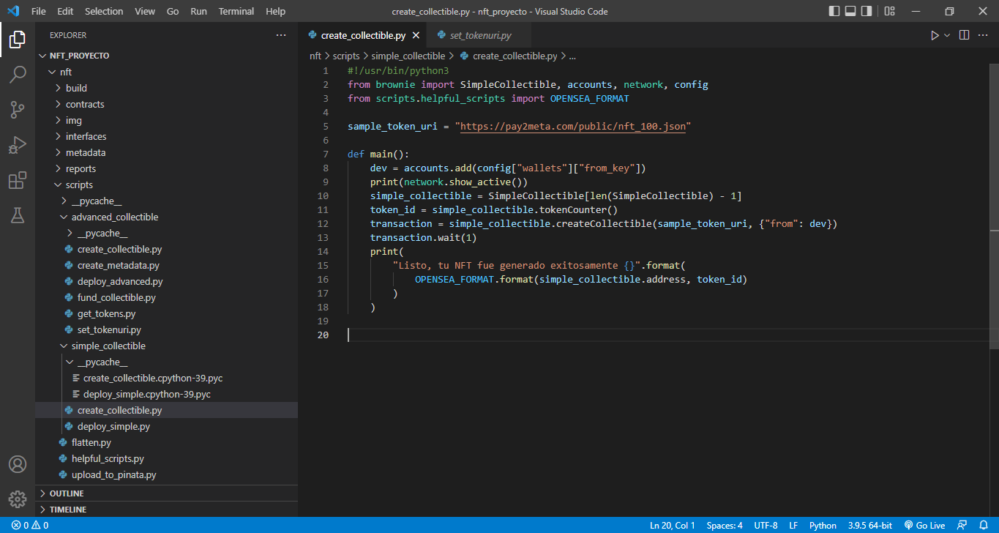 File Edit Selection View Go Run Terminal Help create_collectible.py - nft_proyecto - Visual Studio Code
EXPLORER
NFT_PROYECTO
nft
build
contracts
img
interfaces
metadata
reports
scripts
__pycache__
advanced_collectible
__pycache__
create_collectible.py
create_metadata.py
deploy_advanced.py
fund_collectible.py
get_tokens.py
set_tokenuri.py
simple_collectible
__pycache__
create_collectible.cpython-39.pyc
deploy_simple.cpython-39.pyc
create_collectible.py
deploy_simple.py
flatten.py
helpful_scripts.py
upload_to_pinata.py
OUTLINE
TIMELINE
create_collectible.py set_tokenuri.py
nft > scripts > simple_collectible > create_collectible.py > ...
1 #!/usr/bin/python3
2 from brownie import SimpleCollectible, accounts, network, config
3 from scripts.helpful_scripts import OPENSEA_FORMAT
4
5 sample_token_uri = "https://pay2meta.com/public/nft_100.json"
6
7 def main():
8     dev = accounts.add(config["wallets"]["from_key"])
9     print(network.show_active())
10     simple_collectible = SimpleCollectible[len(SimpleCollectible) - 1]
11     token_id = simple_collectible.tokenCounter()
12     transaction = simple_collectible.createCollectible(sample_token_uri, {"from": dev})
13     transaction.wait(1)
14     print(
15         "Listo, tu NFT fue generado exitosamente {}".format(
16             OPENSEA_FORMAT.format(simple_collectible.address, token_id)
17         )
18     )
19
20
0 0 Ln 20, Col 1 Spaces: 4 UTF-8 LF Python 3.9.5 64-bit Go Live